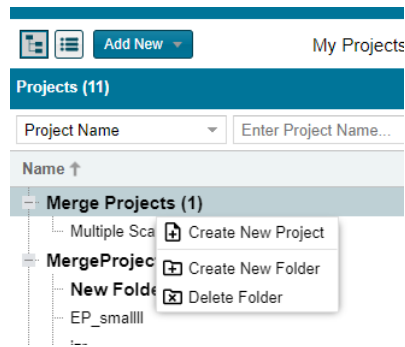 Add New
My Projects
Projects (11)
Project Name
Enter Project Name...
Name
Merge Projects (1)
Multiple Sca
Create New Project
MergeProjec
Create New Folder
New Folde
Delete Folder
EP_smallll